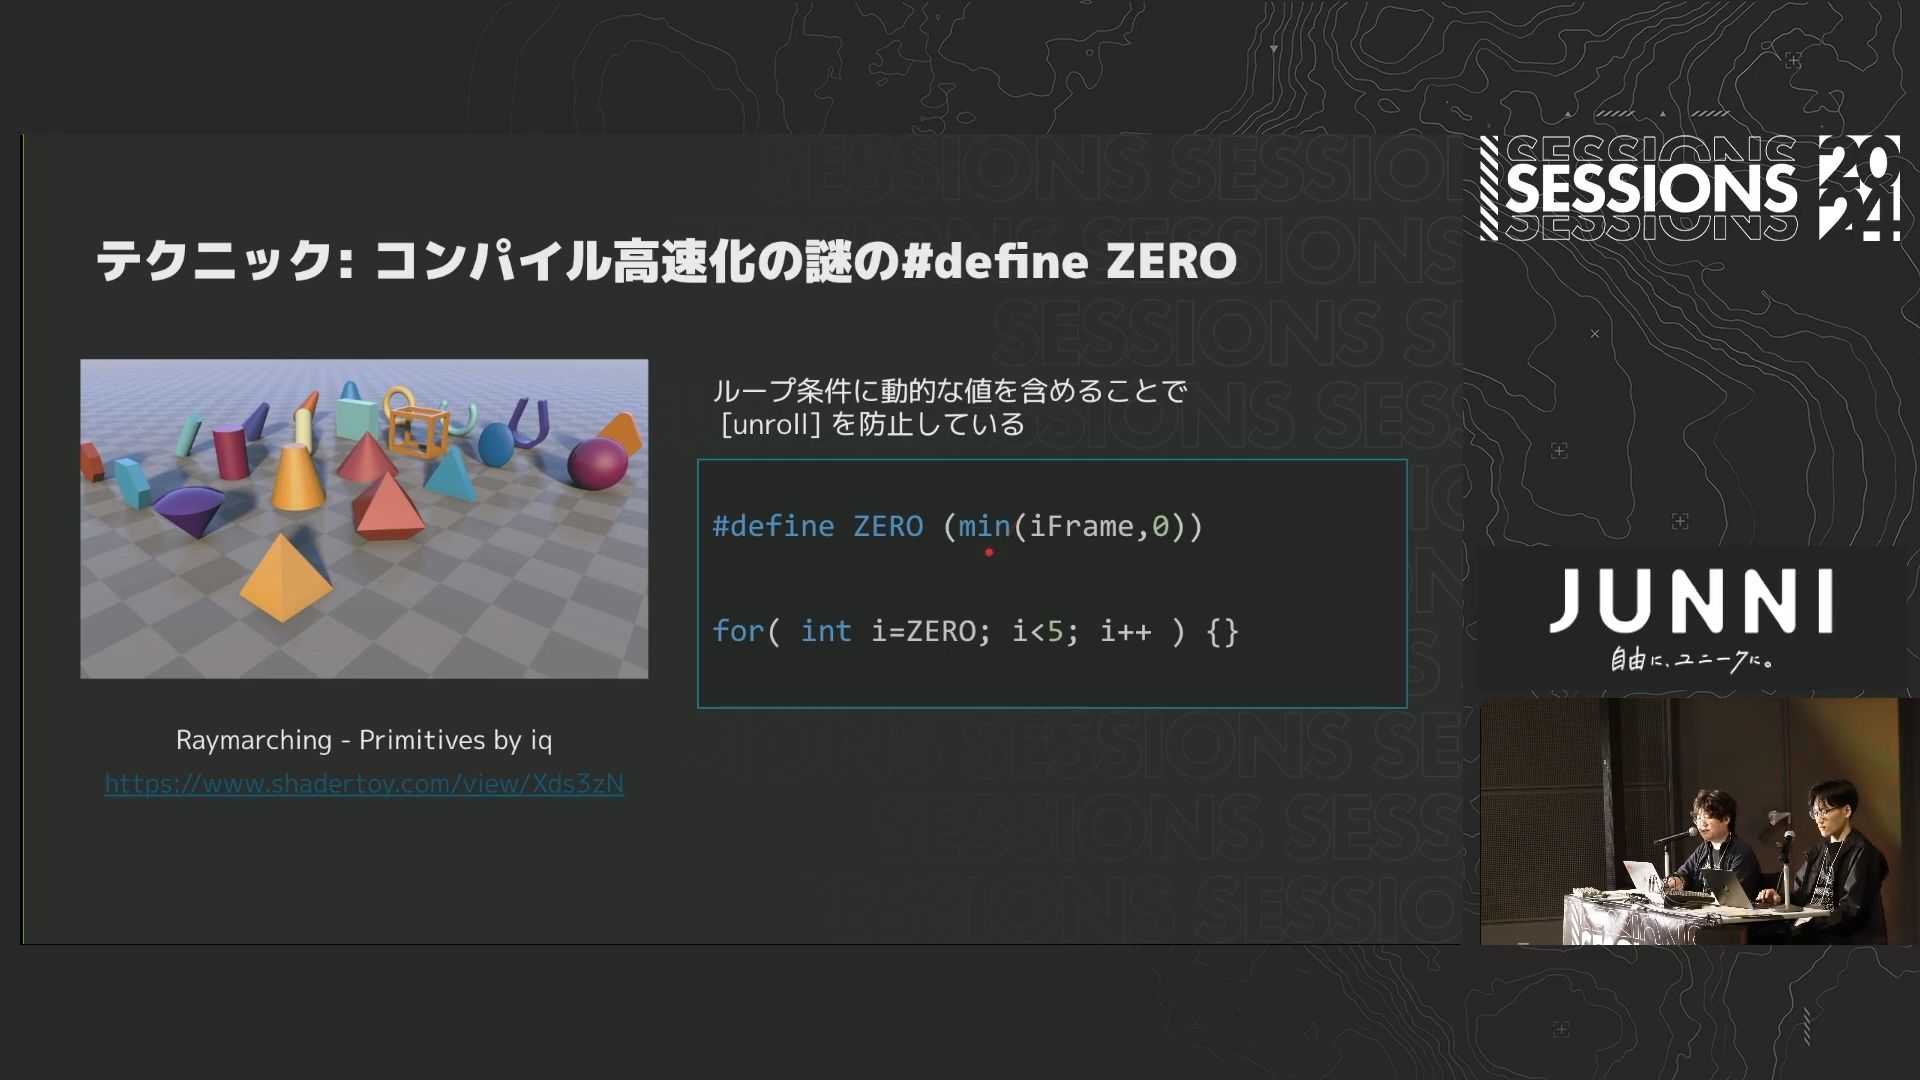 テクニック: コンパイル高速化の謎の#define ZERO
ループ条件に動的な値を含めることで
[unroll] を防止している
#define ZERO (min(iFrame,0))
for( int i=ZERO; i<5; i++ ) {}
Raymarching - Primitives by iq
https://www.shadertoy.com/view/Xds3zN
SESSIONS
SESSIONS 2024
SESSIONS
JUNNI
自由に、ユニークに。